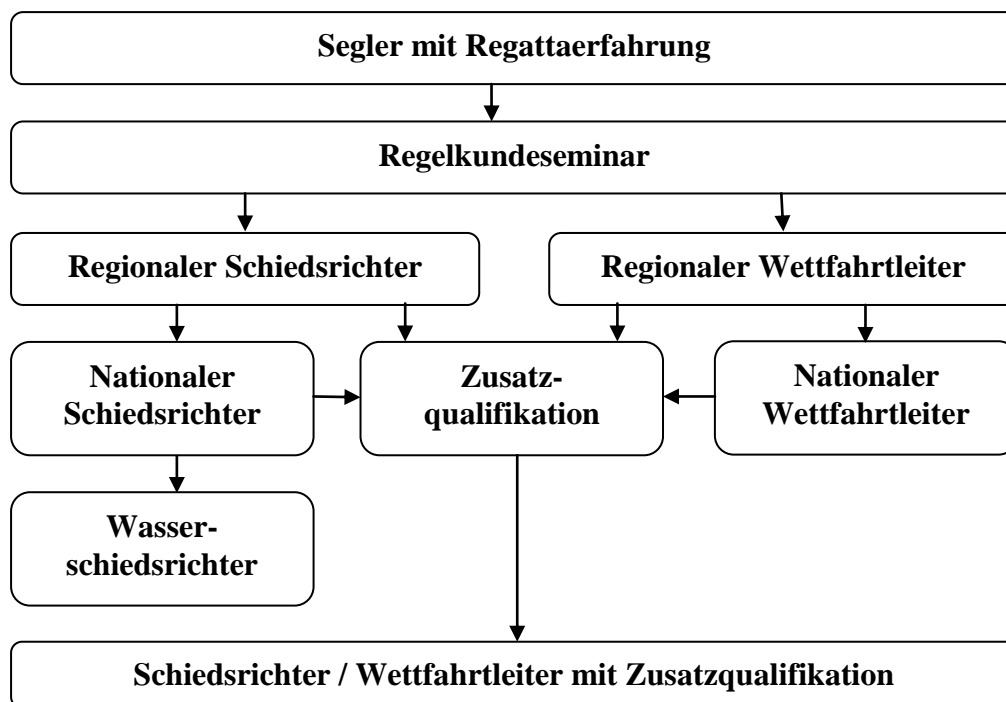 Segler mit Regattaerfahrung
Regelkundeseminar
Regionaler Schiedsrichter
Regionaler Wettfahrtleiter
Nationaler
Schiedsrichter
Zusatz-
qualifikation
Nationaler
Wettfahrtleiter
Wasser-
schiedsrichter
Schiedsrichter / Wettfahrtleiter mit Zusatzqualifikation